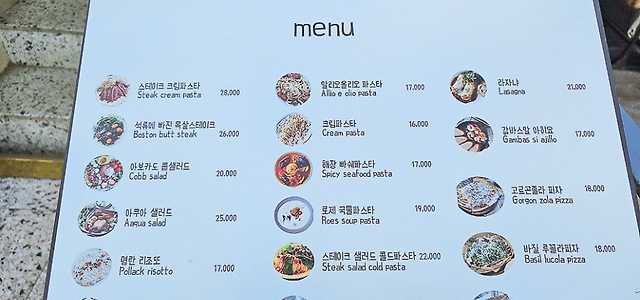 menu
스테이크 크림파스타
Steak cream pasta 28,000
석류에 빠진 목살스테이크
Boston butt steak 26,000
아보카도 콥샐러드
Cobb salad 20,000
아쿠아 샐러드
Aaqua salad 25,000
명란 리조또
Pollack risotto 17,000
알리오올리오 파스타 17,000
Allio e olio pasta
크림파스타 16,000
Cream pasta
해장 빠쉐파스타 17,000
Spicy seafood pasta
로제 국물파스타 19,000
Roes soup pasta
스테이크 샐러드 콜드파스타 22,000
Steak salad cold pasta
라자냐 21,000
Lasagna
감바스알 아히요 17,000
Gambas si ajillo
고르곤졸라 피자 18,000
Gorgon zola pizza
바질 루꼴라피자 18,000
Basil lucola pizza